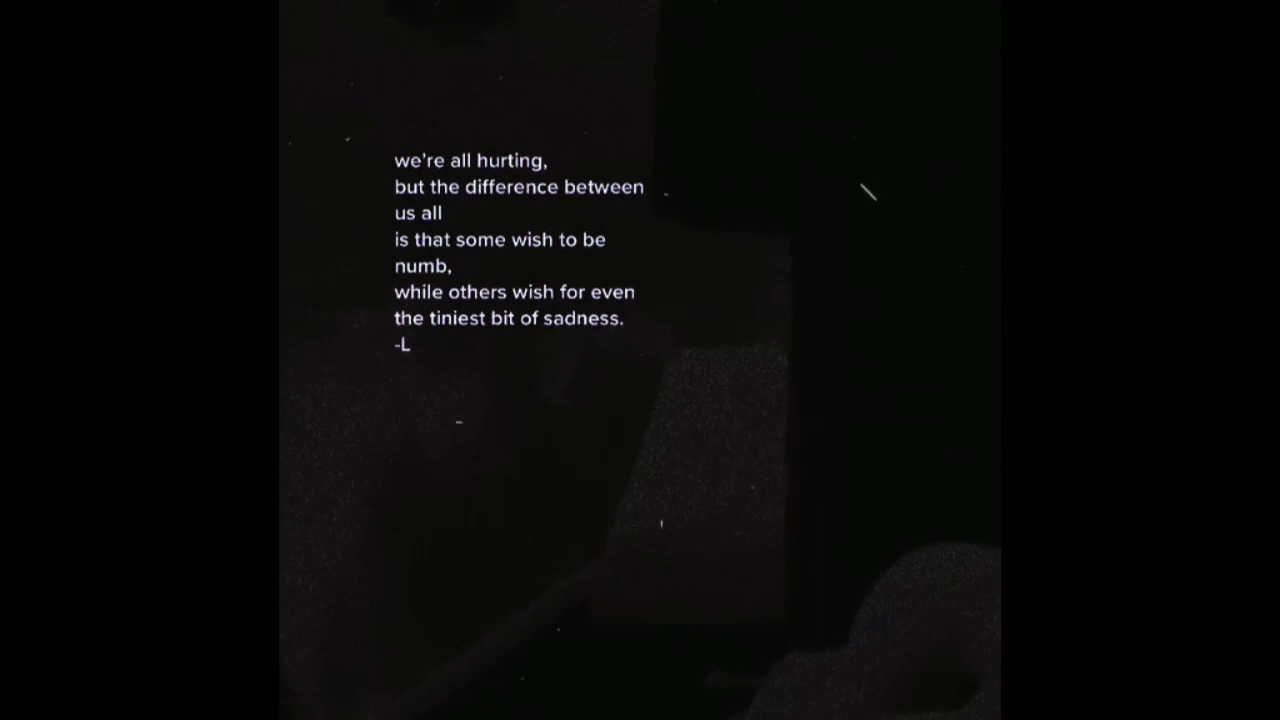 we're all hurting,
but the difference between
us all
is that some wish to be
numb,
while others wish for even
the tiniest bit of sadness.
-L